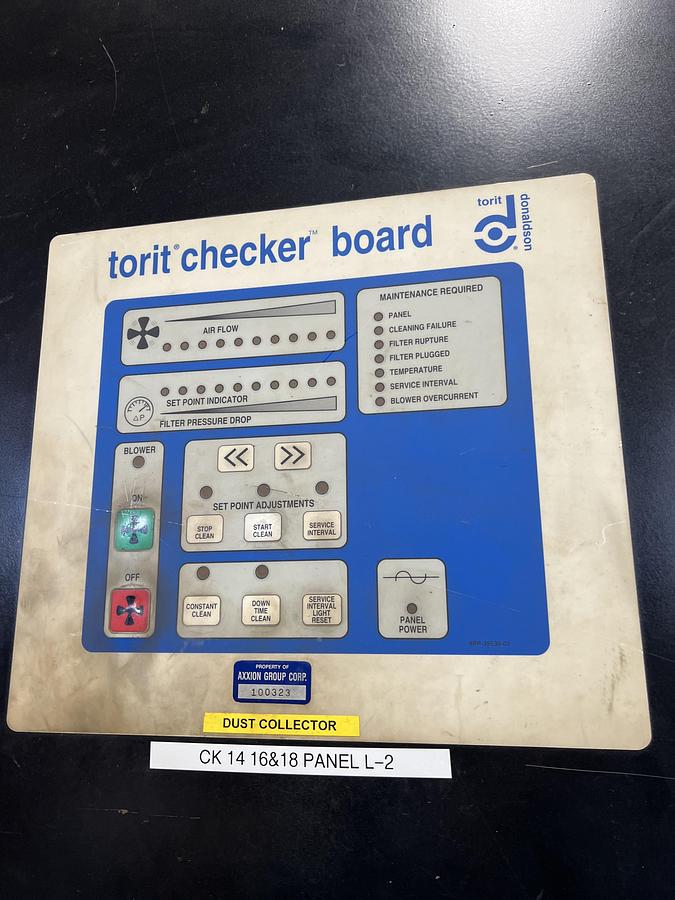 torit® checker™ board
torit
donaldson®
AIR FLOW
SET POINT INDICATOR
ΔP
FILTER PRESSURE DROP
MAINTENANCE REQUIRED
PANEL
CLEANING FAILURE
FILTER RUPTURE
FILTER PLUGGED
TEMPERATURE
SERVICE INTERVAL
BLOWER OVERCURRENT
BLOWER
ON
OFF
<< >>
SET POINT ADJUSTMENTS
STOP
CLEAN
START
CLEAN
SERVICE
INTERVAL
CONSTANT
CLEAN
DOWN
TIME
CLEAN
SERVICE
INTERVAL
LIGHT
RESET
PANEL
POWER
PROPERTY OF
AXXION GROUP CORP.
100323
DUST COLLECTOR
CK 14 16&18 PANEL L-2